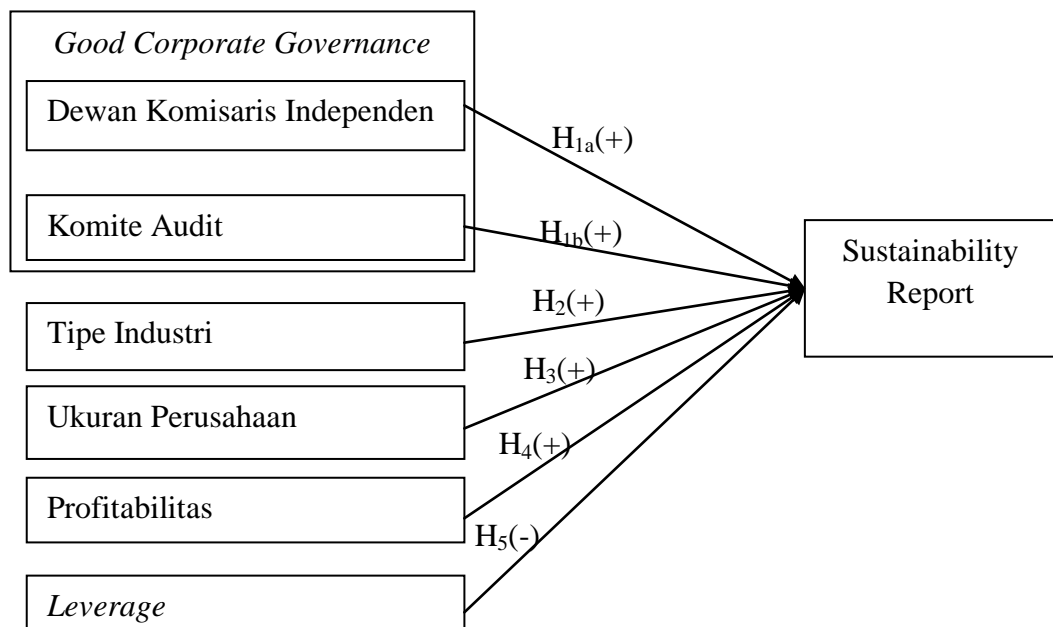 Good Corporate Governance
Dewan Komisaris Independen
Komite Audit
Tipe Industri
Ukuran Perusahaan
Profitabilitas
Leverage
H1a(+)
H1b(+)
H2(+)
H3(+)
H4(+)
H5(-)
Sustainability
Report